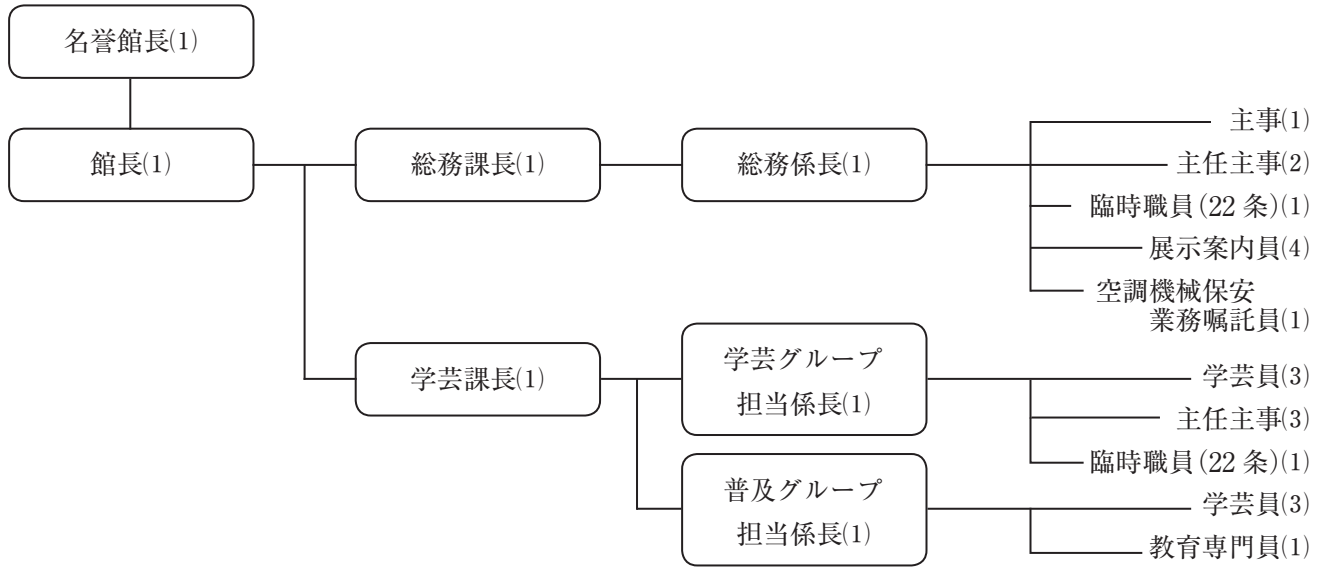 名誉館長(1)
館長(1)
総務課長(1)
総務係長(1)
主事(1)
主任主事(2)
臨時職員(22条)(1)
展示案内員(4)
空調機械保安
業務嘱託員(1)
学芸課長(1)
学芸グループ
担当係長(1)
学芸員(3)
主任主事(3)
臨時職員(22条)(1)
普及グループ
担当係長(1)
学芸員(3)
教育専門員(1)